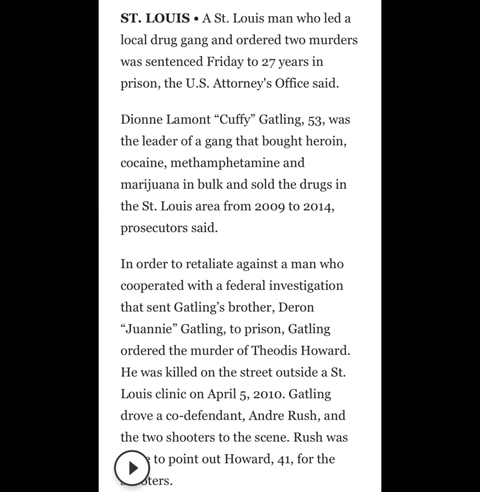 ST. LOUIS • A St. Louis man who led a
local drug gang and ordered two murders
was sentenced Friday to 27 years in
prison, the U.S. Attorney's Office said.
Dionne Lamont “Cuffy” Gatling, 53, was
the leader of a gang that bought heroin,
cocaine, methamphetamine and
marijuana in bulk and sold the drugs in
the St. Louis area from 2009 to 2014,
prosecutors said.
In order to retaliate against a man who
cooperated with a federal investigation
that sent Gatling’s brother, Deron
“Juannie” Gatling, to prison, Gatling
ordered the murder of Theodis Howard.
He was killed on the street outside a St.
Louis clinic on April 5, 2010. Gatling
drove a co-defendant, Andre Rush, and
the two shooters to the scene. Rush was
to point out Howard, 41, for the